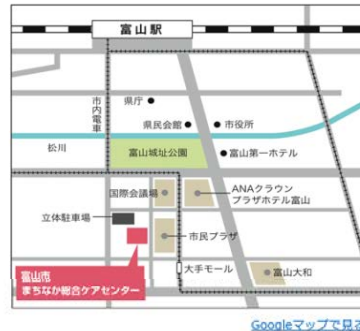 富山駅
市内電車
県庁
県民会館
市役所
松川
富山城址公園
富山第一ホテル
国際会議場
ANAクラウン
プラザホテル富山
立体駐車場
市民プラザ
大手モール
富山大和
富山市
まちなか総合ケアセンター
Googleマップで見